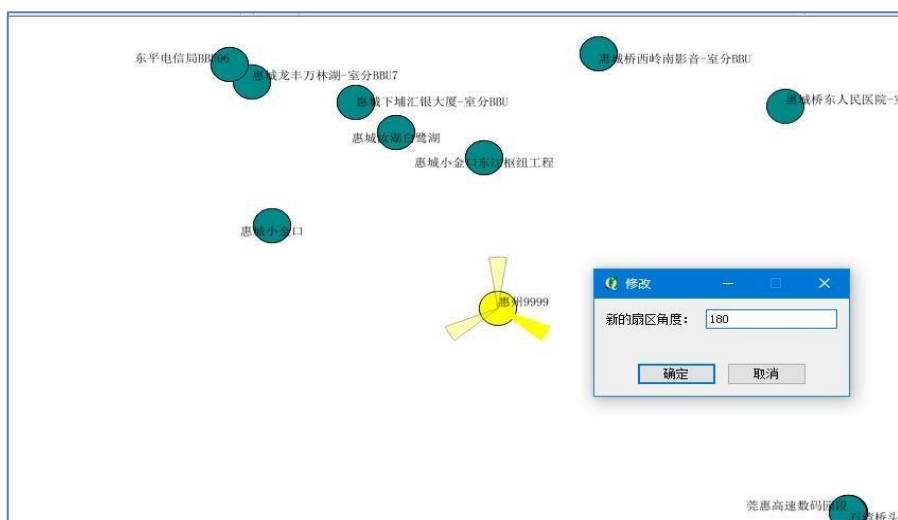 东平电信局BBU06
惠城龙丰万林湖-室分BBU7
惠城桥西岭南影音-室分BBU
惠城下埔汇银大厦-室分BBU
惠城桥东人民医院-室
惠城汝湖白鹭湖
惠城小金口东江枢纽工程
惠城小金口
惠州9999
修改
新的扇区角度:
180
确定
取消
莞惠高速数码园段
石湾桥头